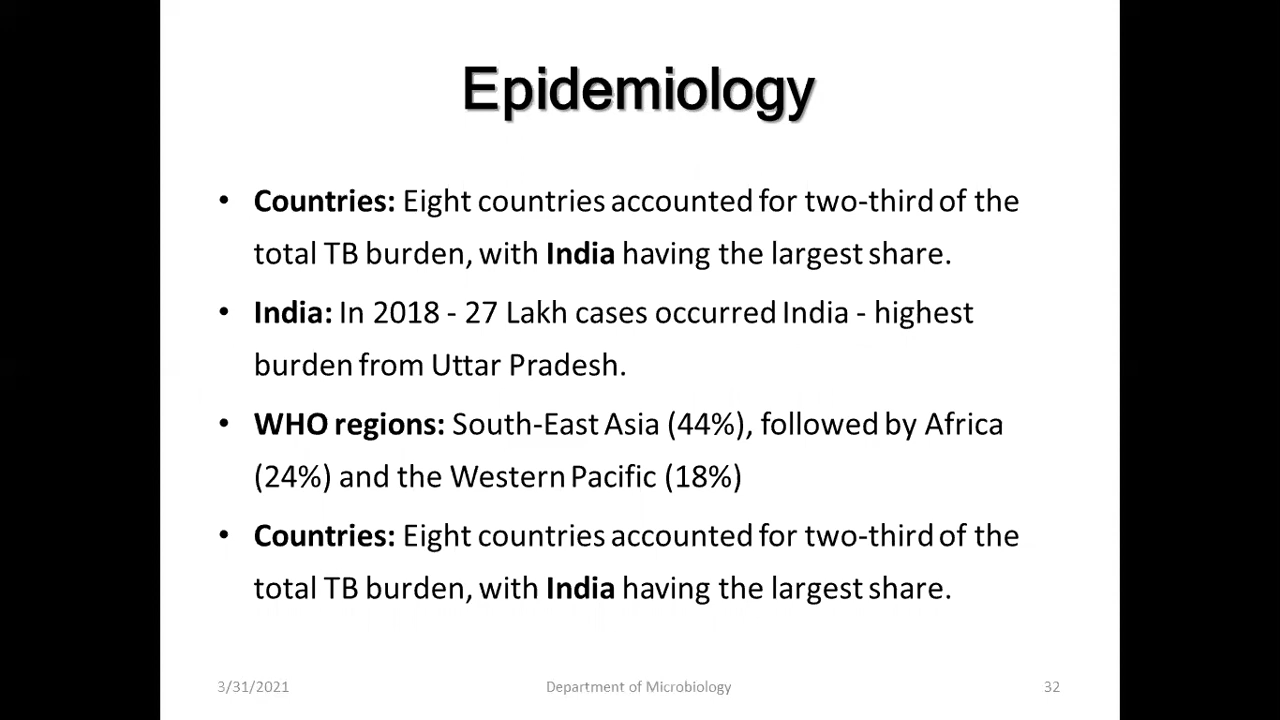 Epidemiology
• Countries: Eight countries accounted for two-third of the
total TB burden, with India having the largest share.
• India: In 2018 - 27 Lakh cases occurred India - highest
burden from Uttar Pradesh.
• WHO regions: South-East Asia (44%), followed by Africa
(24%) and the Western Pacific (18%)
• Countries: Eight countries accounted for two-third of the
total TB burden, with India having the largest share.
3/31/2021
Department of Microbiology
32